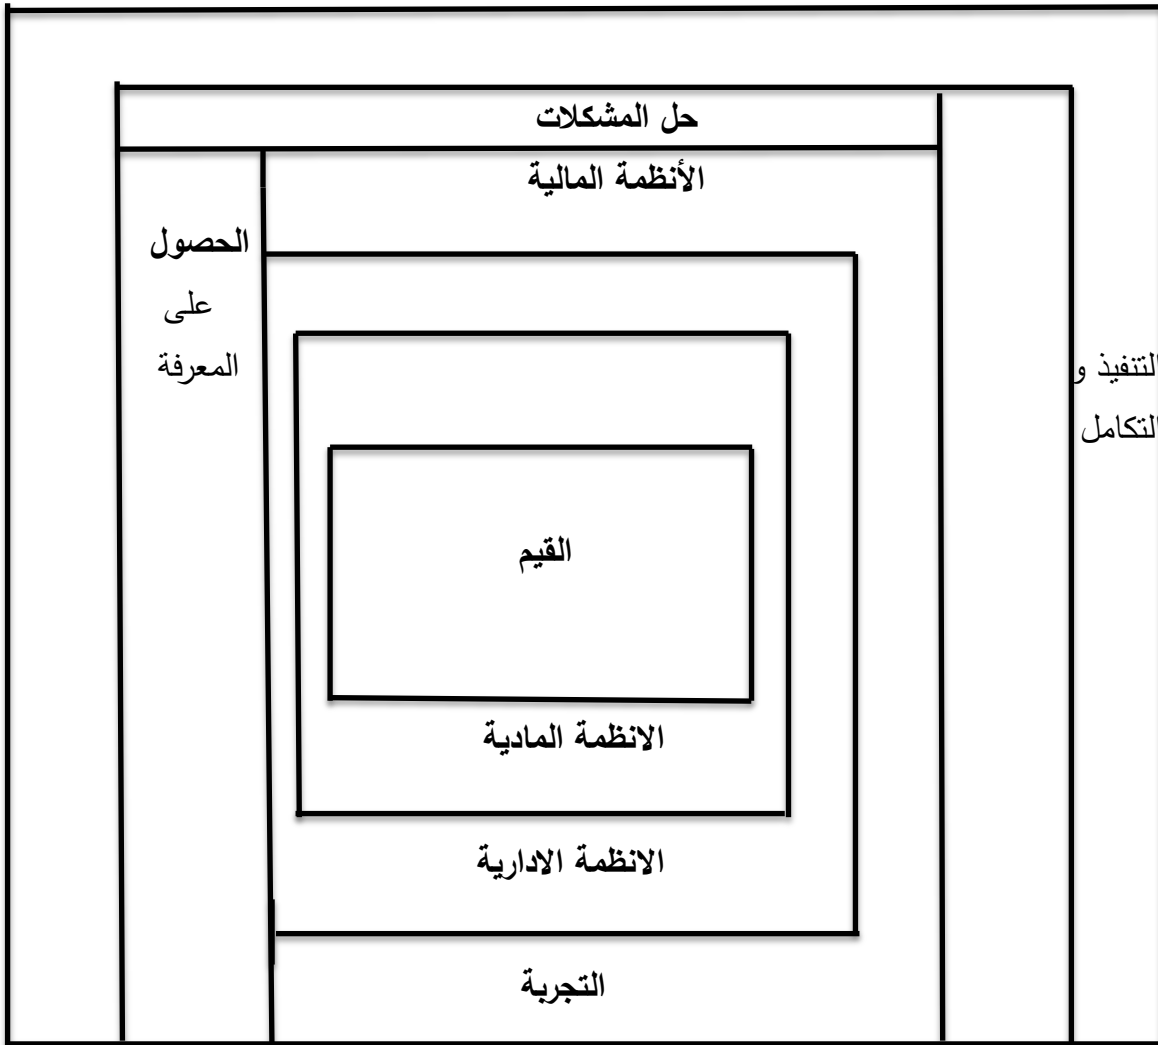 حل المشكلات
الأنظمة المالية
الحصول
على
المعرفة
التنفيذ و
التكامل
القيم
الانظمة المادية
الانظمة الادارية
التجربة